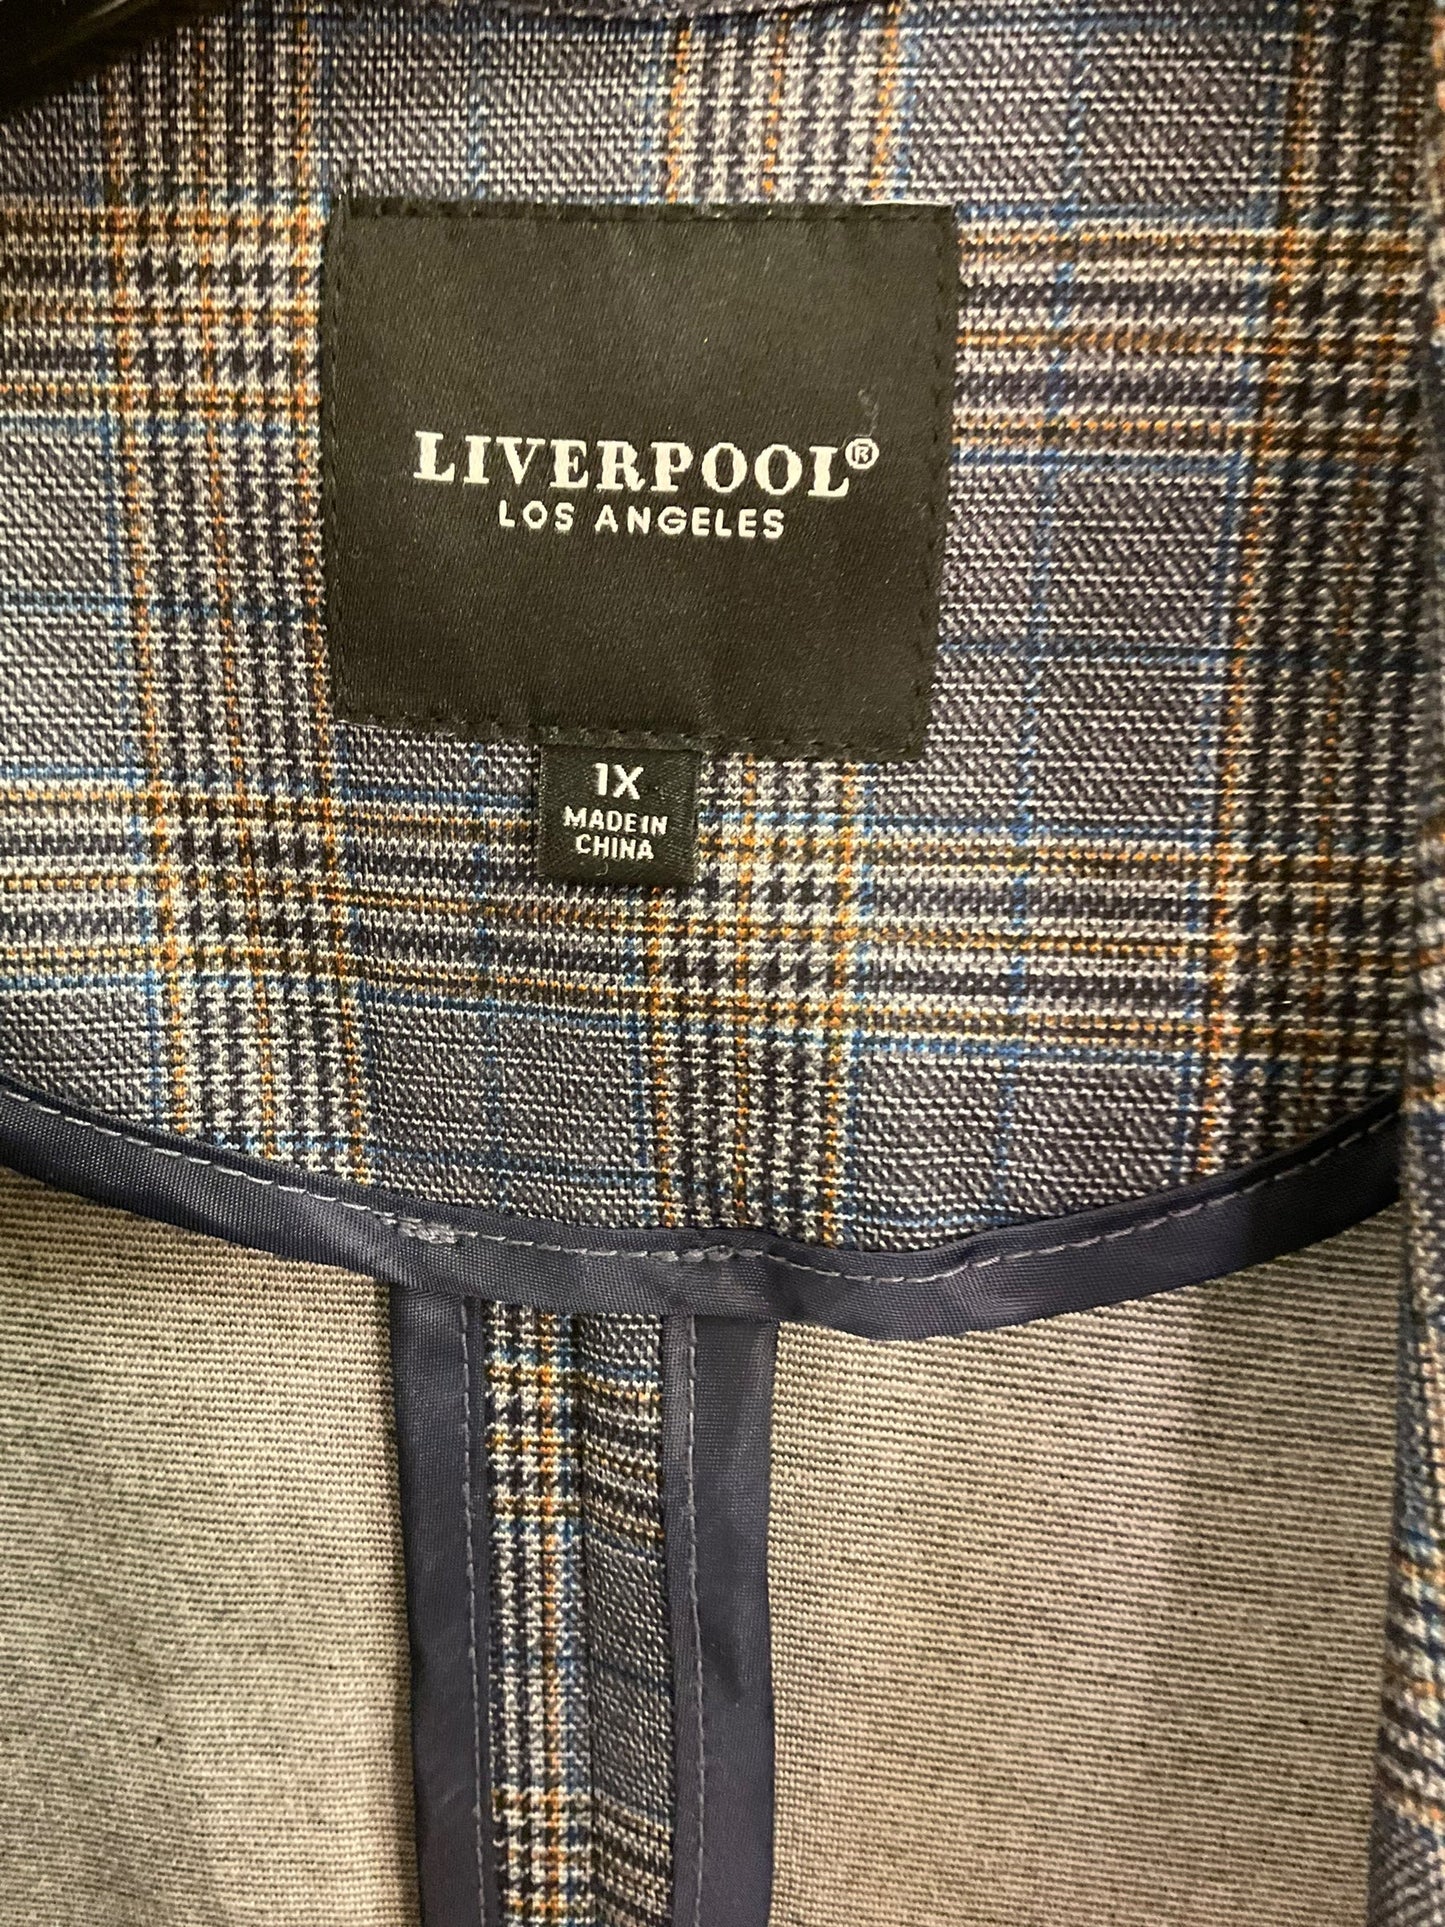 LIVERPOOL®
LOS ANGELES
1X
MADE IN
CHINA